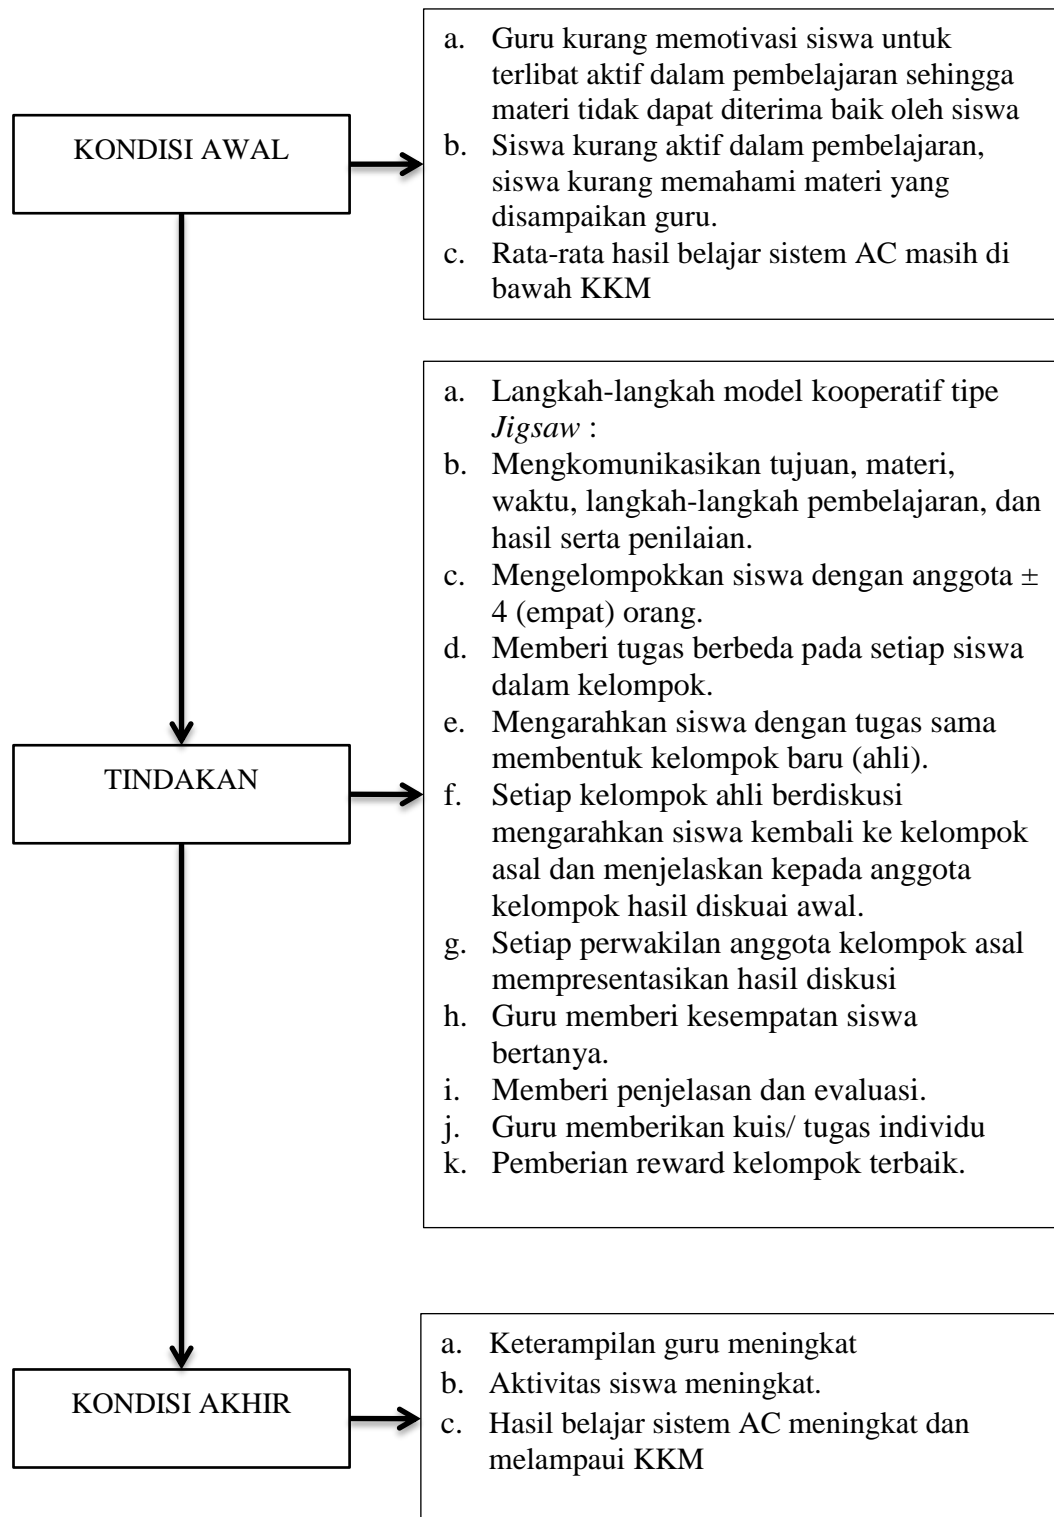 KONDISI AWAL
a. Guru kurang memotivasi siswa untuk
terlibat aktif dalam pembelajaran sehingga
materi tidak dapat diterima baik oleh siswa
b. Siswa kurang aktif dalam pembelajaran,
siswa kurang memahami materi yang
disampaikan guru.
c. Rata-rata hasil belajar sistem AC masih di
bawah KKM
TINDAKAN
a. Langkah-langkah model kooperatif tipe
Jigsaw :
b. Mengkomunikasikan tujuan, materi,
waktu, langkah-langkah pembelajaran, dan
hasil serta penilaian.
c. Mengelompokkan siswa dengan anggota ±
4 (empat) orang.
d. Memberi tugas berbeda pada setiap siswa
dalam kelompok.
e. Mengarahkan siswa dengan tugas sama
membentuk kelompok baru (ahli).
f. Setiap kelompok ahli berdiskusi
mengarahkan siswa kembali ke kelompok
asal dan menjelaskan kepada anggota
kelompok hasil diskuai awal.
g. Setiap perwakilan anggota kelompok asal
mempresentasikan hasil diskusi
h. Guru memberi kesempatan siswa
bertanya.
i. Memberi penjelasan dan evaluasi.
j. Guru memberikan kuis/ tugas individu
k. Pemberian reward kelompok terbaik.
KONDISI AKHIR
a. Keterampilan guru meningkat
b. Aktivitas siswa meningkat.
c. Hasil belajar sistem AC meningkat dan
melampaui KKM